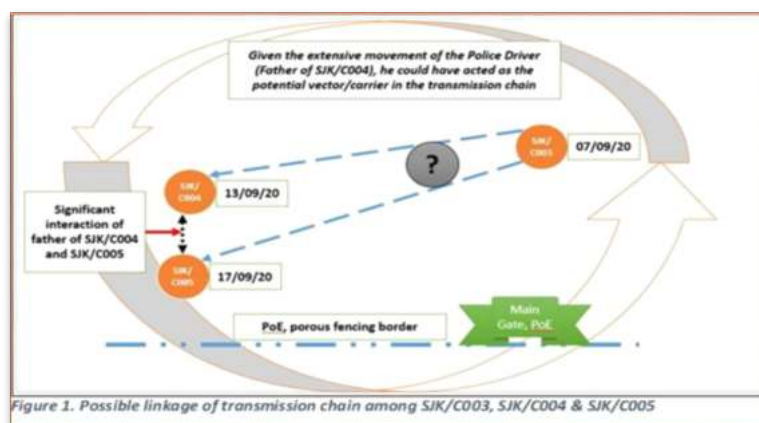 Given the extensive movement of the Police Driver
(Father of SJK/C004), he could have acted as the
potential vector/carrier in the transmission chain
SJK/
C003
07/09/20
?
SJK/
C004
13/09/20
Significant
interaction of
father of SJK/C004
and SJK/C005
SJK/
C005
17/09/20
Main
Gate, PoE
PoE, porous fencing border
Figure 1. Possible linkage of transmission chain among SJK/C003, SJK/C004 & SJK/C005